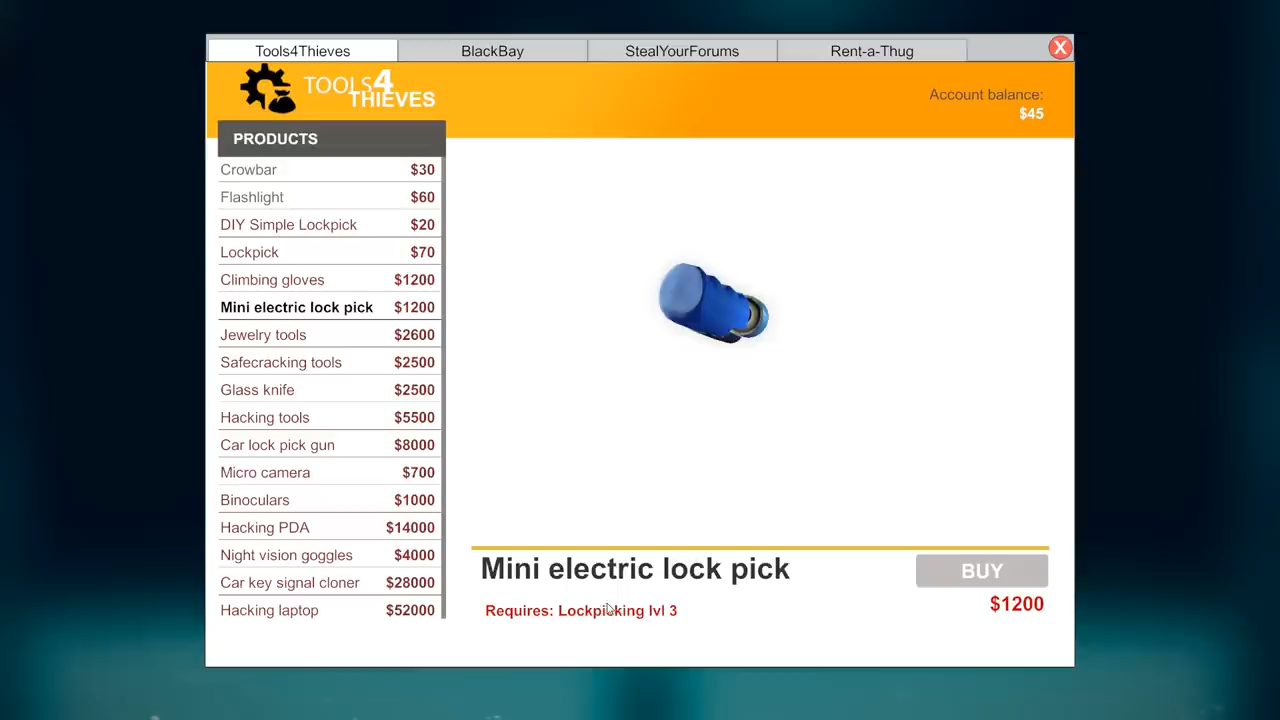 Tools4Thieves BlackBay StealYourForums Rent-a-Thug X
TOOLS4
THIEVES
Account balance:
$45
PRODUCTS
Crowbar $30
Flashlight $60
DIY Simple Lockpick $20
Lockpick $70
Climbing gloves $1200
Mini electric lock pick $1200
Jewelry tools $2600
Safecracking tools $2500
Glass knife $2500
Hacking tools $5500
Car lock pick gun $8000
Micro camera $700
Binoculars $1000
Hacking PDA $14000
Night vision goggles $4000
Car key signal cloner $28000
Hacking laptop $52000
Mini electric lock pick BUY
$1200
Requires: Lockpicking lvl 3